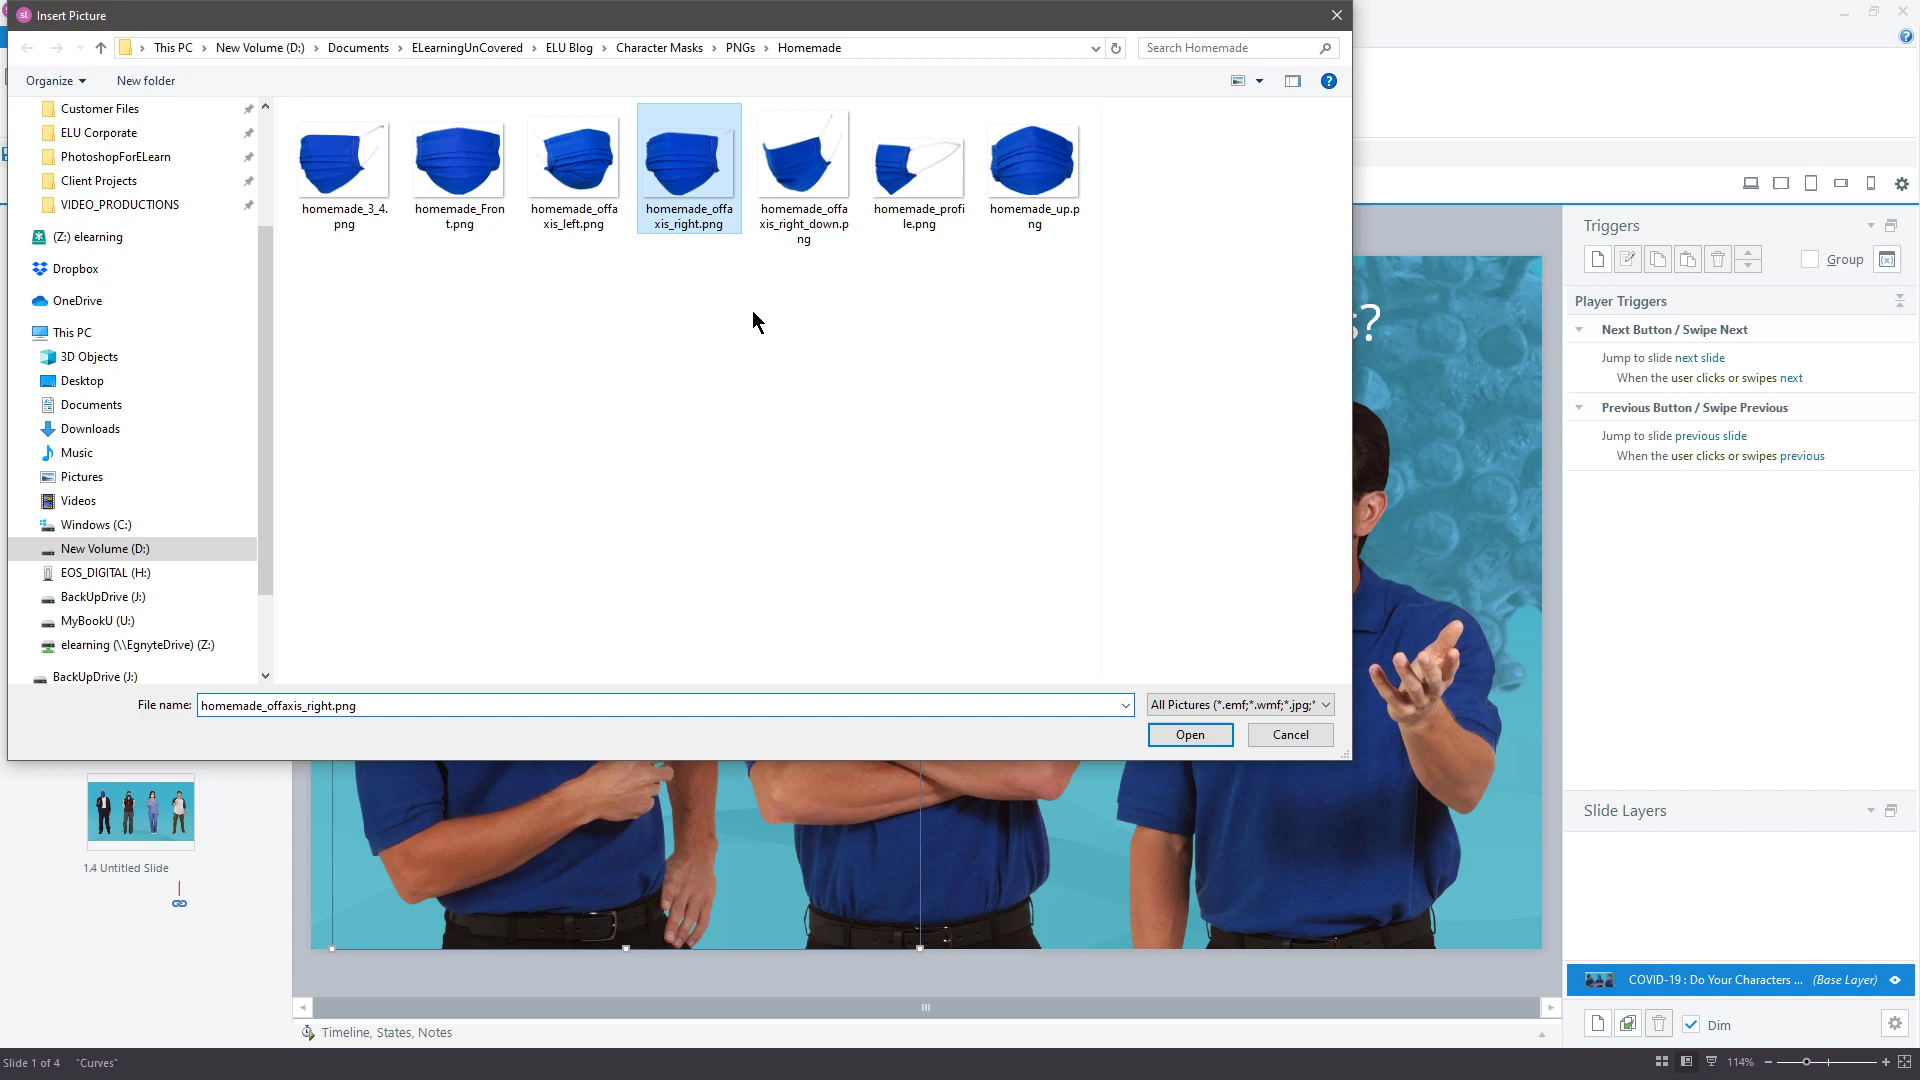 sl Insert Picture
This PC > New Volume (D:) > Documents > ELearningUnCovered > ELU Blog > Character Masks > PNGs > Homemade
Search Homemade
Organize
New folder
Customer Files
ELU Corporate
PhotoshopForELearn
Client Projects
VIDEO_PRODUCTIONS
(Z:) elearning
Dropbox
OneDrive
This PC
3D Objects
Desktop
Documents
Downloads
Music
Pictures
Videos
Windows (C:)
New Volume (D:)
EOS_DIGITAL (H:)
BackUpDrive (J:)
MyBookU (U:)
elearning (\\EgnyteDrive) (Z:)
BackUpDrive (J:)
homemade_3_4.
png
homemade_Fron
t.png
homemade_offa
xis_left.png
homemade_offa
xis_right.png
homemade_offa
xis_right_down.p
ng
homemade_profi
le.png
homemade_up.p
ng
File name: homemade_offaxis_right.png
All Pictures (*.emf;*.wmf;*.jpg;*
Open
Cancel
s?
1.4 Untitled Slide
Triggers
Group
Player Triggers
Next Button / Swipe Next
Jump to slide next slide
When the user clicks or swipes next
Previous Button / Swipe Previous
Jump to slide previous slide
When the user clicks or swipes previous
Slide Layers
COVID-19 : Do Your Characters ... (Base Layer)
Dim
Timeline, States, Notes
Slide 1 of 4 "Curves"
114%